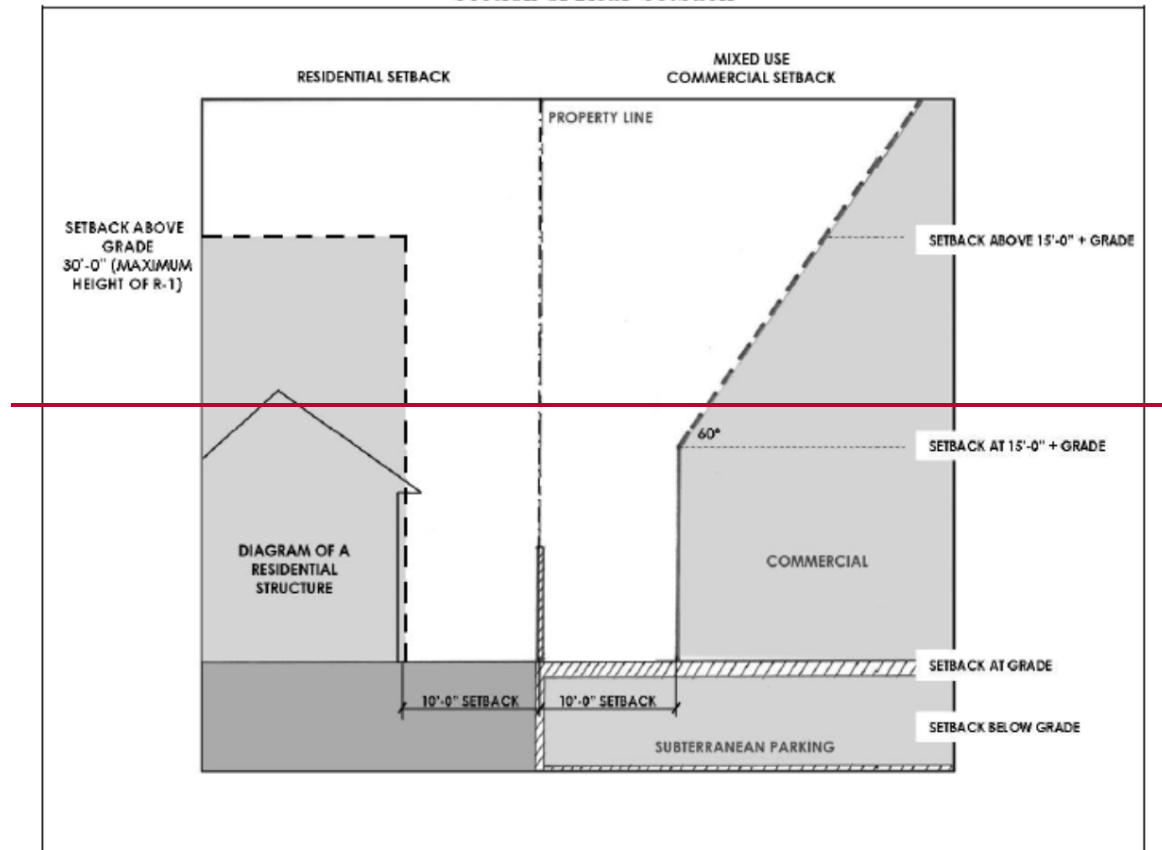 RESIDENTIAL SETBACK
MIXED USE
COMMERCIAL SETBACK
PROPERTY LINE
SETBACK ABOVE
GRADE
30'-0" (MAXIMUM
HEIGHT OF R-1)
SETBACK ABOVE 15'-0" + GRADE
60°
SETBACK AT 15'-0" + GRADE
DIAGRAM OF A
RESIDENTIAL
STRUCTURE
COMMERCIAL
SETBACK AT GRADE
10'-0" SETBACK
10'-0" SETBACK
SETBACK BELOW GRADE
SUBTERRANEAN PARKING